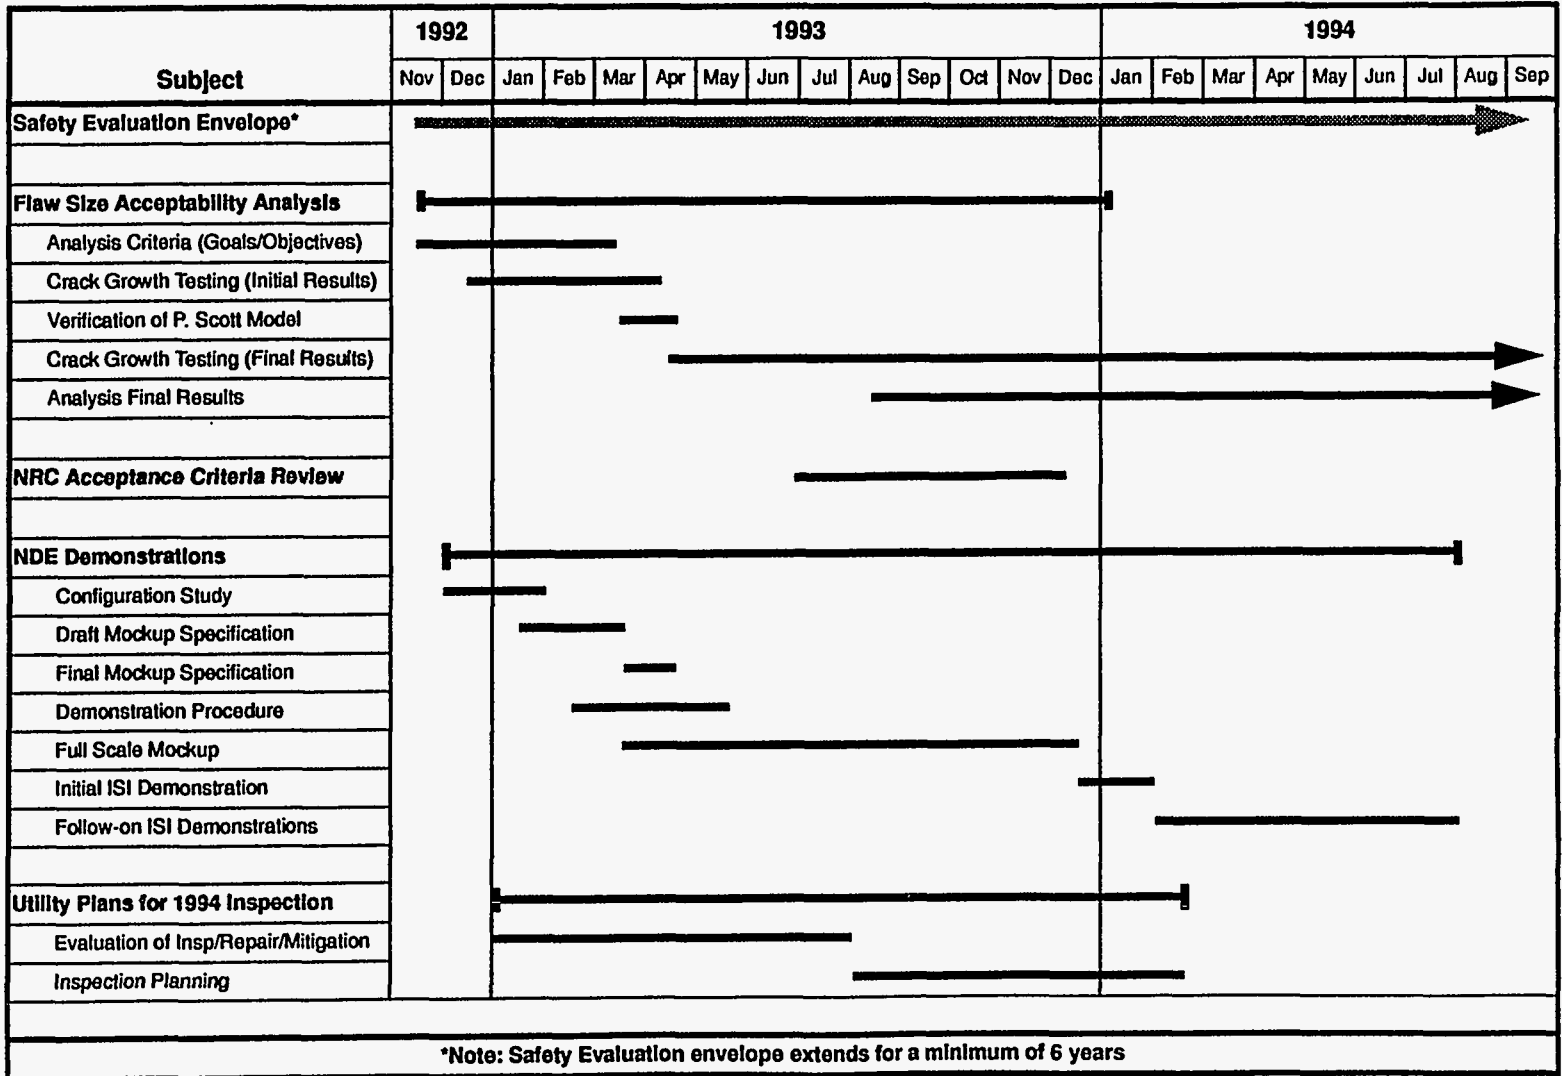 1992 1993 1994
Subject
Nov Dec Jan Feb Mar Apr May Jun Jul Aug Sep Oct Nov Dec Jan Feb Mar Apr May Jun Jul Aug Sep
Safety Evaluation Envelope*
Flaw Size Acceptability Analysis
Analysis Criteria (Goals/Objectives)
Crack Growth Testing (Initial Results)
Verification of P. Scott Model
Crack Growth Testing (Final Results)
Analysis Final Results
NRC Acceptance Criteria Review
NDE Demonstrations
Configuration Study
Draft Mockup Specification
Final Mockup Specification
Demonstration Procedure
Full Scale Mockup
Initial ISI Demonstration
Follow-on ISI Demonstrations
Utility Plans for 1994 Inspection
Evaluation of Insp/Repair/Mitigation
Inspection Planning
*Note: Safety Evaluation envelope extends for a minimum of 6 years